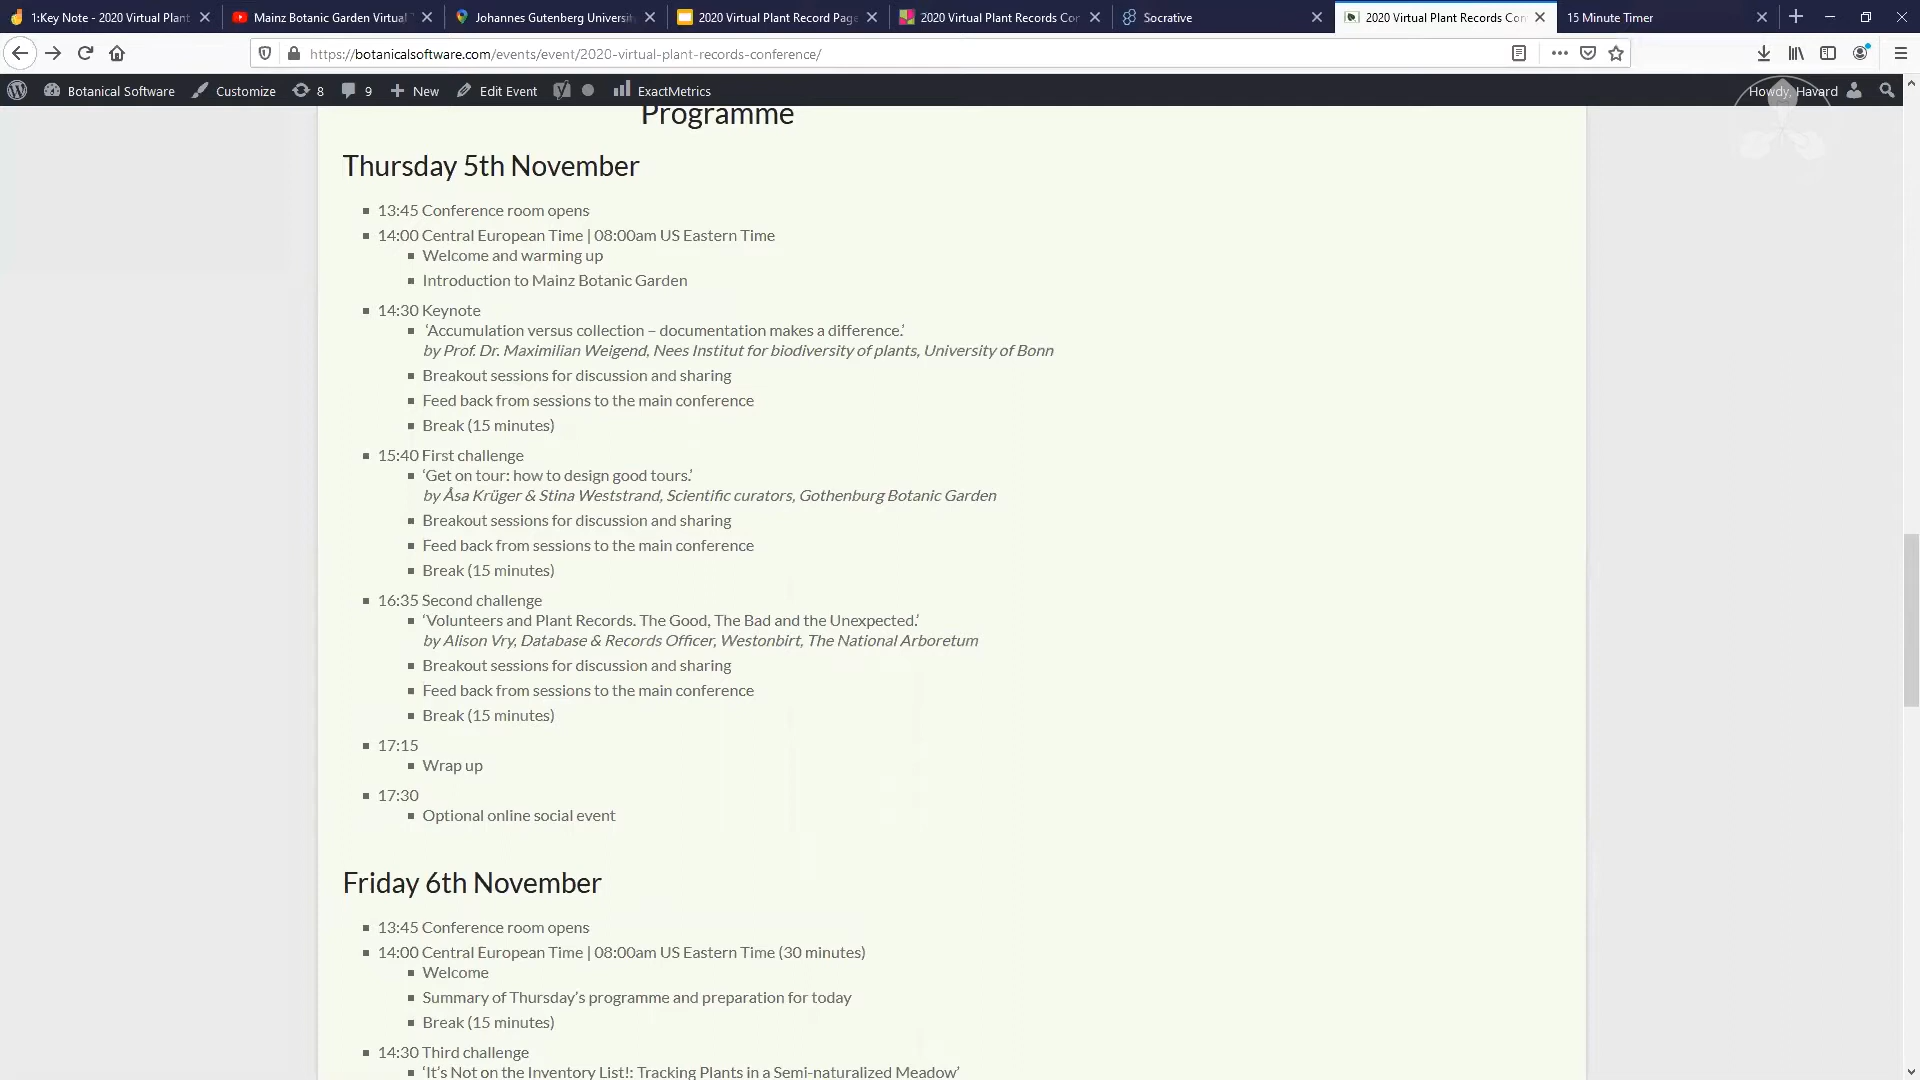 1:Key Note - 2020 Virtual Plant
Mainz Botanic Garden Virtual
Johannes Gutenberg Universit
2020 Virtual Plant Record Page
2020 Virtual Plant Records Con
Socrative
2020 Virtual Plant Records Con
15 Minute Timer
https://botanicalsoftware.com/events/event/2020-virtual-plant-records-conference/
Botanical Software
Customize
8
9
New
Edit Event
ExactMetrics
Howdy, Havard
Programme
Thursday 5th November
13:45 Conference room opens
14:00 Central European Time | 08:00am US Eastern Time
Welcome and warming up
Introduction to Mainz Botanic Garden
14:30 Keynote
‘Accumulation versus collection – documentation makes a difference.’
by Prof. Dr. Maximilian Weigend, Nees Institut for biodiversity of plants, University of Bonn
Breakout sessions for discussion and sharing
Feed back from sessions to the main conference
Break (15 minutes)
15:40 First challenge
‘Get on tour: how to design good tours.’
by Åsa Krüger & Stina Weststrand, Scientific curators, Gothenburg Botanic Garden
Breakout sessions for discussion and sharing
Feed back from sessions to the main conference
Break (15 minutes)
16:35 Second challenge
‘Volunteers and Plant Records. The Good, The Bad and the Unexpected.’
by Alison Vry, Database & Records Officer, Westonbirt, The National Arboretum
Breakout sessions for discussion and sharing
Feed back from sessions to the main conference
Break (15 minutes)
17:15
Wrap up
17:30
Optional online social event
Friday 6th November
13:45 Conference room opens
14:00 Central European Time | 08:00am US Eastern Time (30 minutes)
Welcome
Summary of Thursday’s programme and preparation for today
Break (15 minutes)
14:30 Third challenge
‘It’s Not on the Inventory List!: Tracking Plants in a Semi-naturalized Meadow’